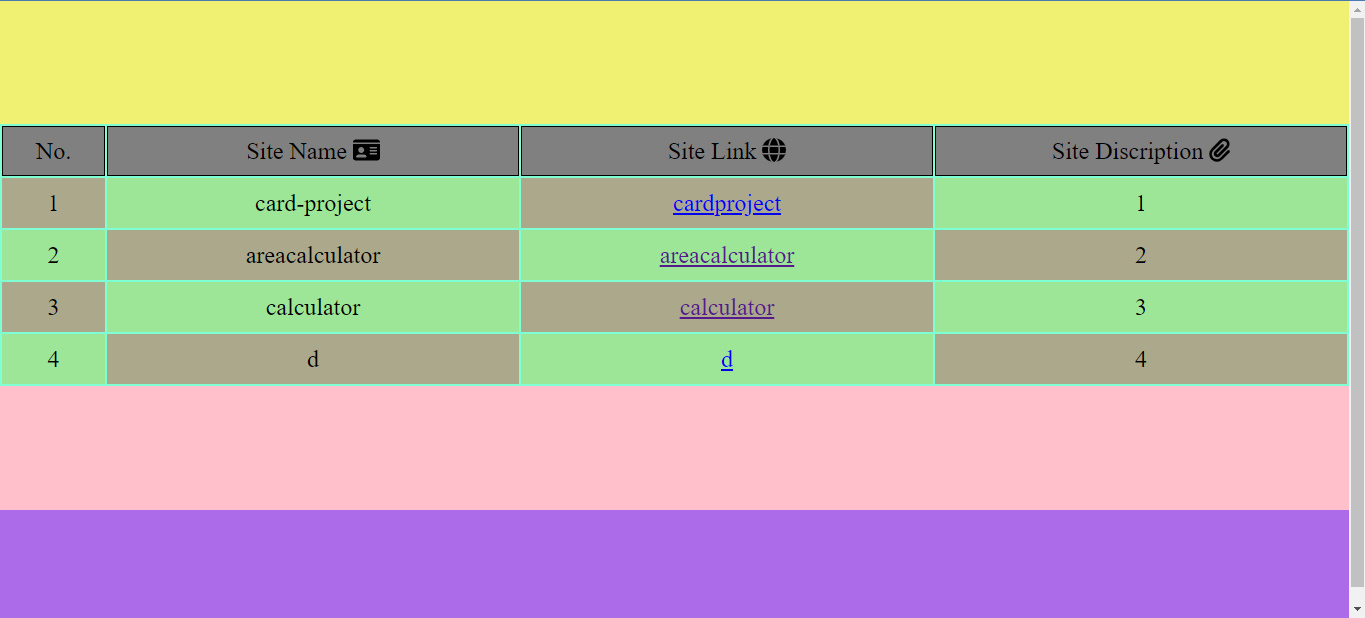 No. Site Name Site Link Site Discription
1 card-project cardproject 1
2 areacalculator areacalculator 2
3 calculator calculator 3
4 d d 4